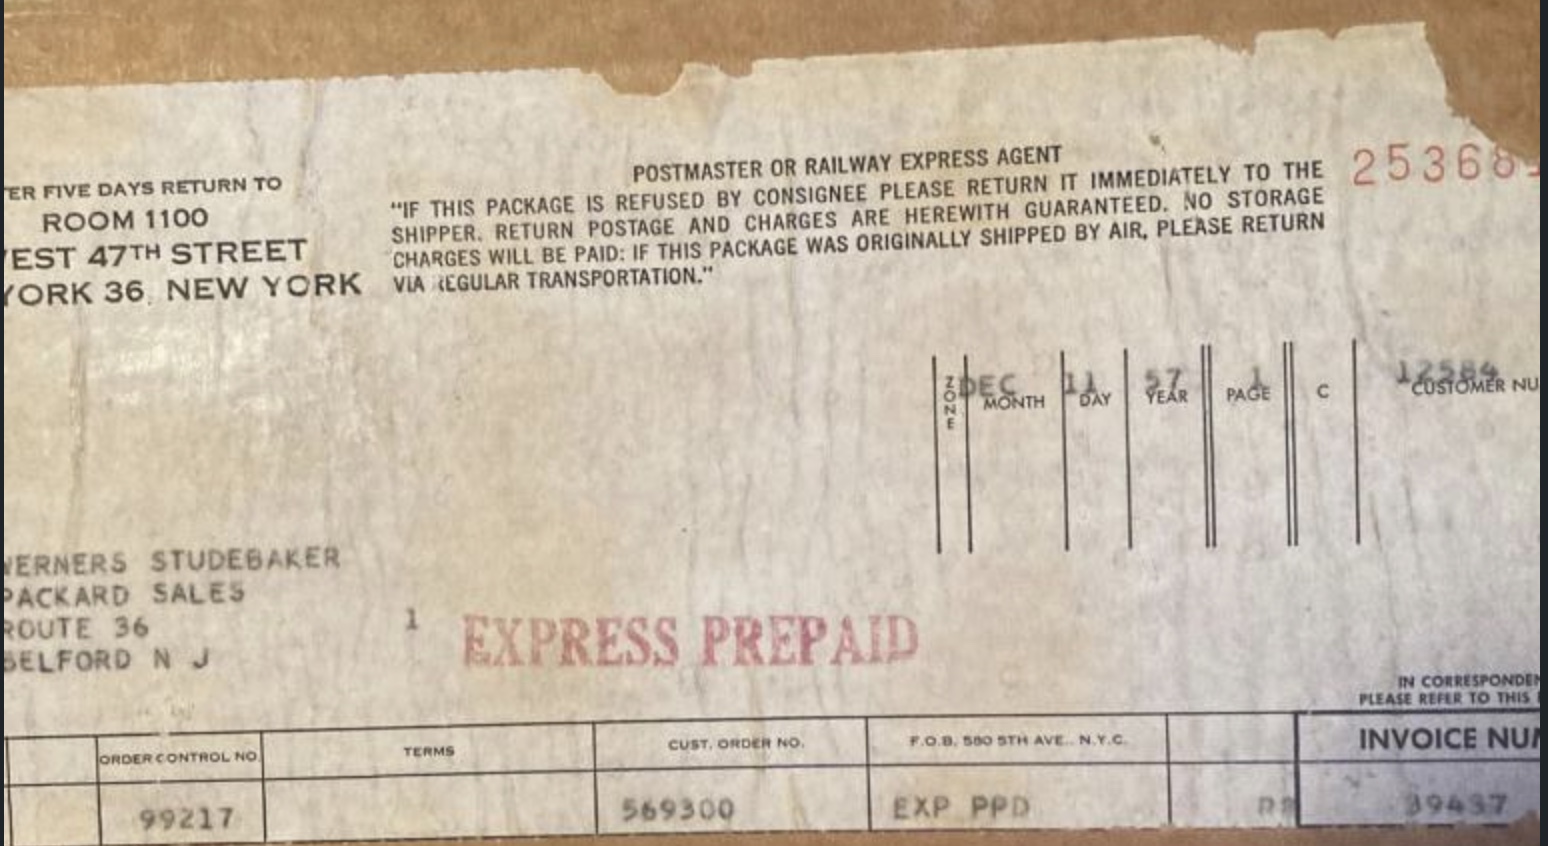 ER FIVE DAYS RETURN TO
ROOM 1100
EST 47TH STREET
YORK 36, NEW YORK
POSTMASTER OR RAILWAY EXPRESS AGENT
"IF THIS PACKAGE IS REFUSED BY CONSIGNEE PLEASE RETURN IT IMMEDIATELY TO THE
SHIPPER. RETURN POSTAGE AND CHARGES ARE HEREWITH GUARANTEED. NO STORAGE
CHARGES WILL BE PAID: IF THIS PACKAGE WAS ORIGINALLY SHIPPED BY AIR, PLEASE RETURN
VIA REGULAR TRANSPORTATION."
25368
ZONE
DEC 11 57 1 12584
MONTH DAY YEAR PAGE C CUSTOMER NU
WERNERS STUDEBAKER
PACKARD SALES
ROUTE 36
BELFORD N J
1
EXPRESS PREPAID
IN CORRESPONDEN
PLEASE REFER TO THIS
ORDER CONTROL NO. TERMS CUST. ORDER NO. F.O.B. 580 5TH AVE., N.Y.C. INVOICE NUM
99217 569300 EXP PPD 39437